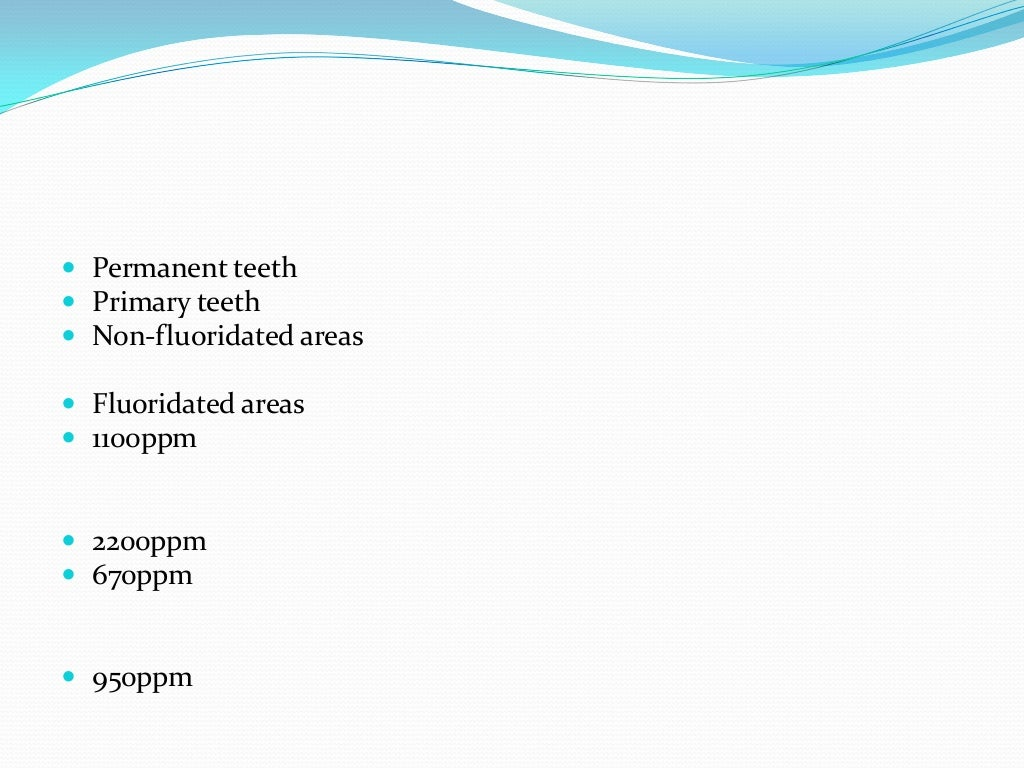 Permanent teeth
Primary teeth
Non-fluoridated areas
Fluoridated areas
1100ppm
2200ppm
670ppm
950ppm